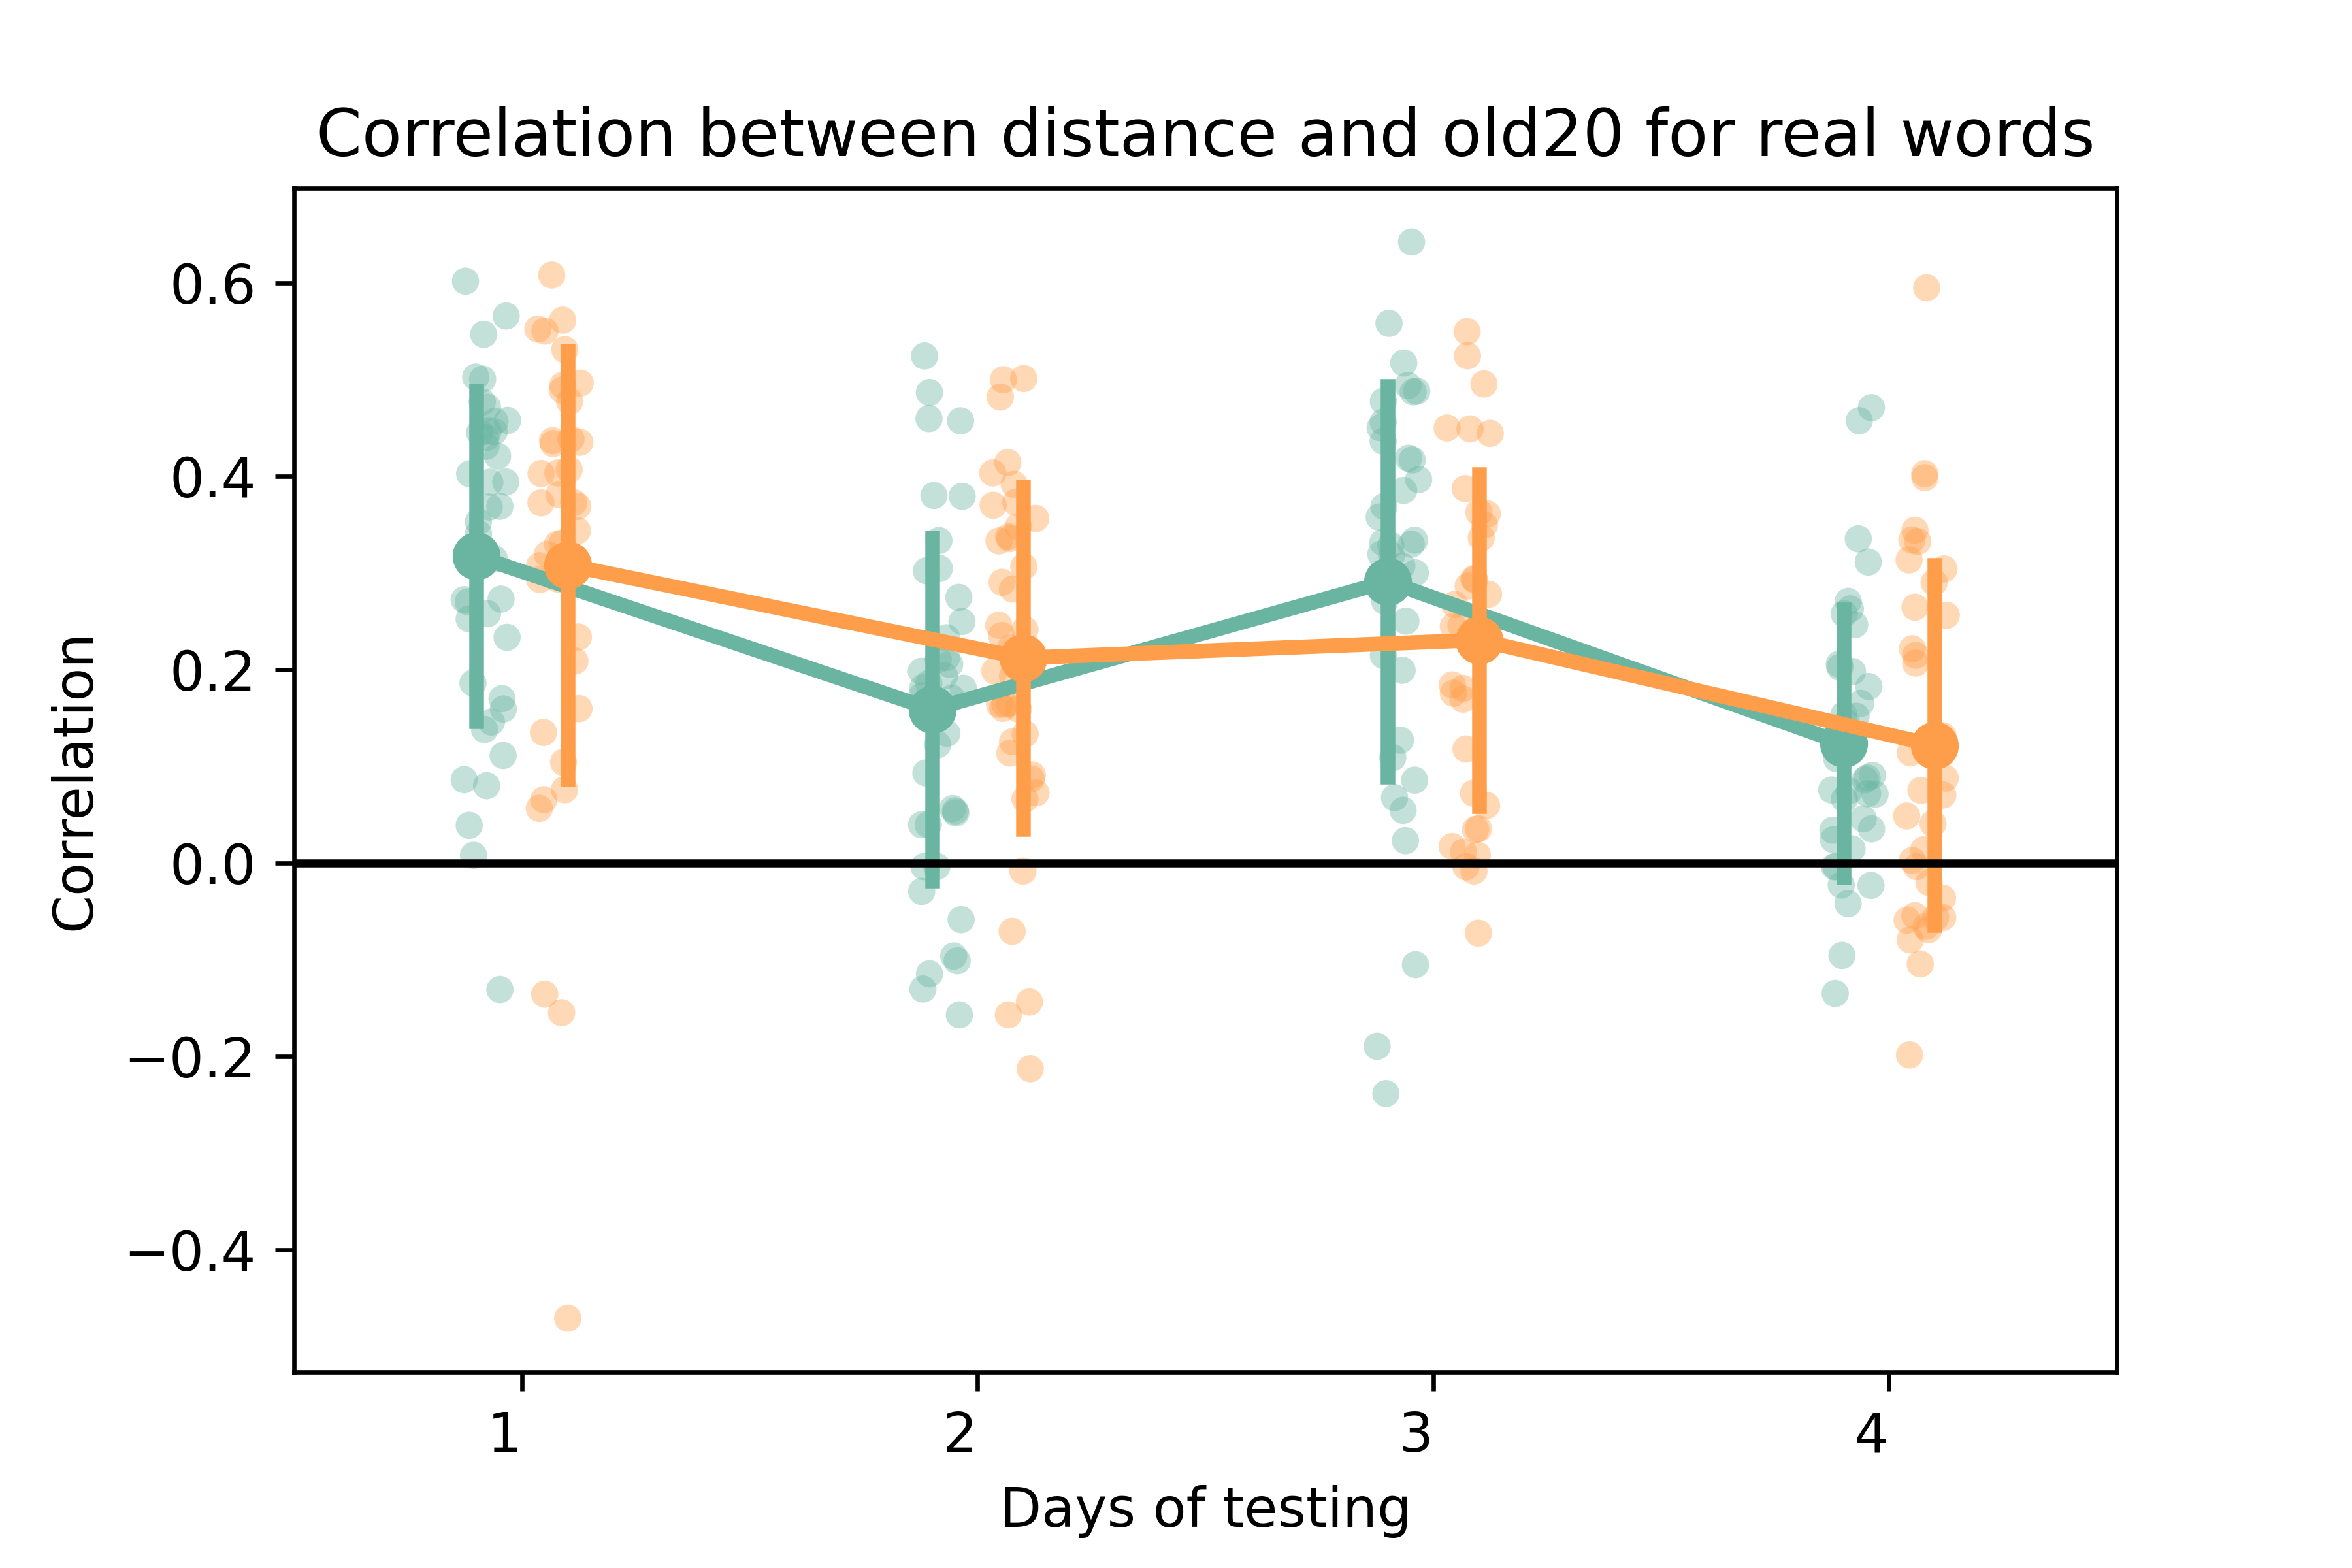 Correlation between distance and old20 for real words
0.6
0.4
0.2
0.0
−0.2
−0.4
Correlation
1 2 3 4
Days of testing